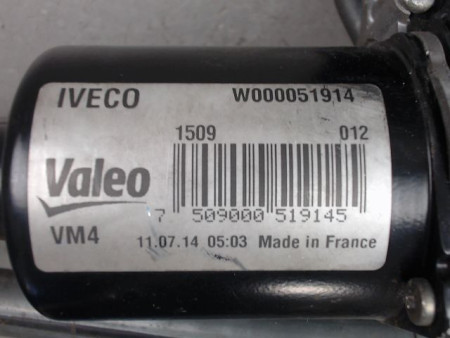 IVECO W000051914
1509 012
Valeo
7 509000 519145
VM4 11.07.14 05:03 Made in France